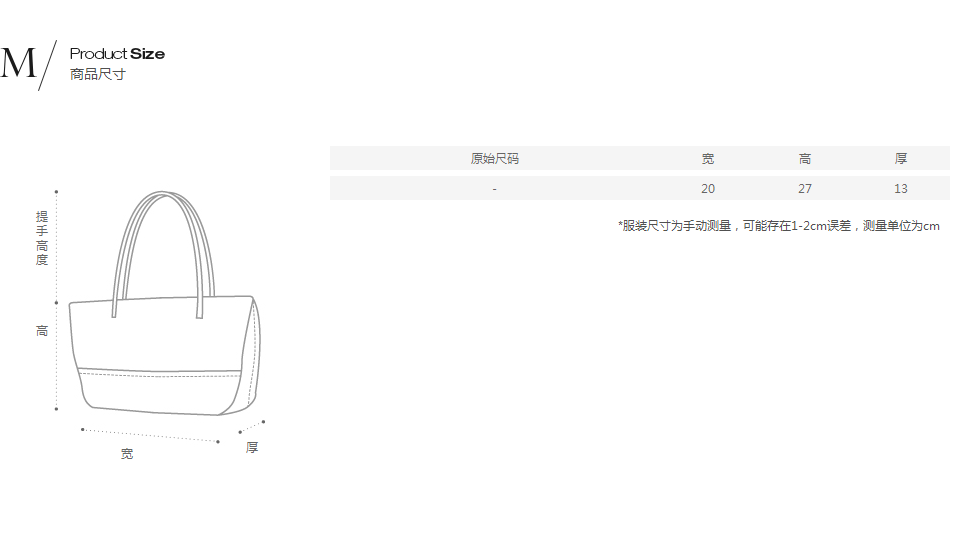 M/
Product Size
商品尺寸
原始尺码 宽 高 厚
- 20 27 13
*服装尺寸为手动测量，可能存在1-2cm误差，测量单位为cm
提手高度
高
宽
厚